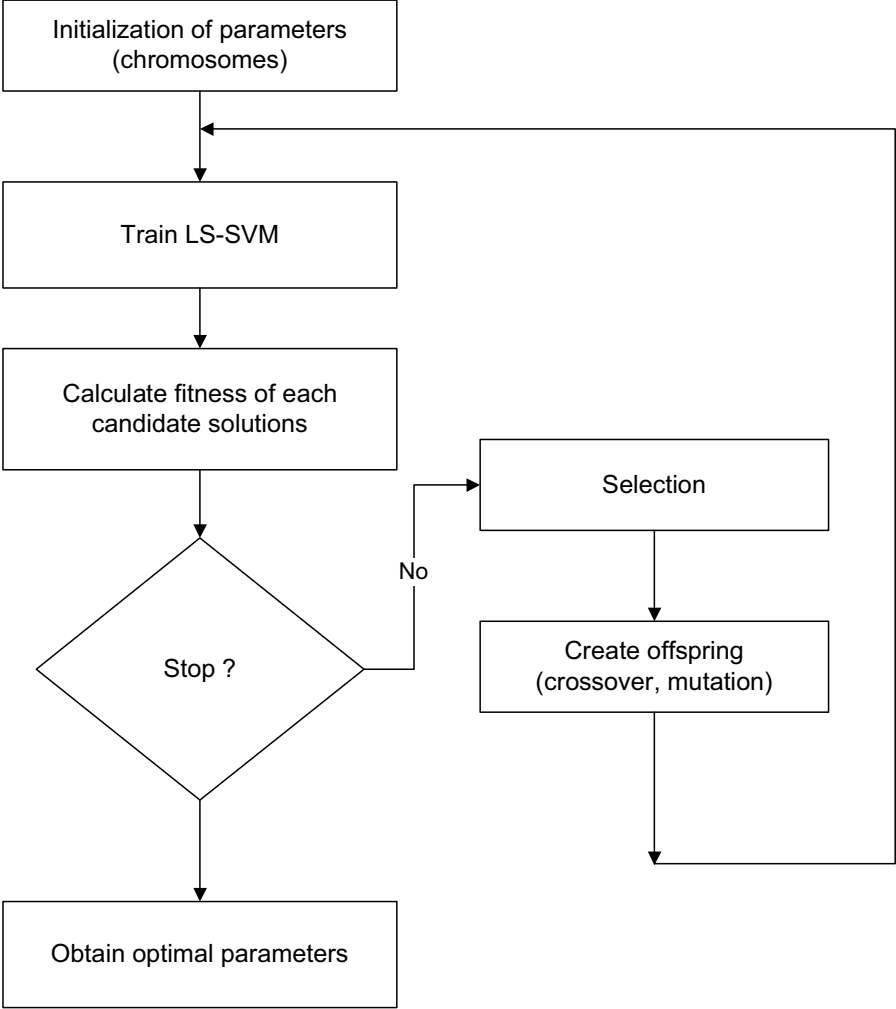 Initialization of parameters
(chromosomes)
Train LS-SVM
Calculate fitness of each
candidate solutions
Stop ?
No
Selection
Create offspring
(crossover, mutation)
Obtain optimal parameters